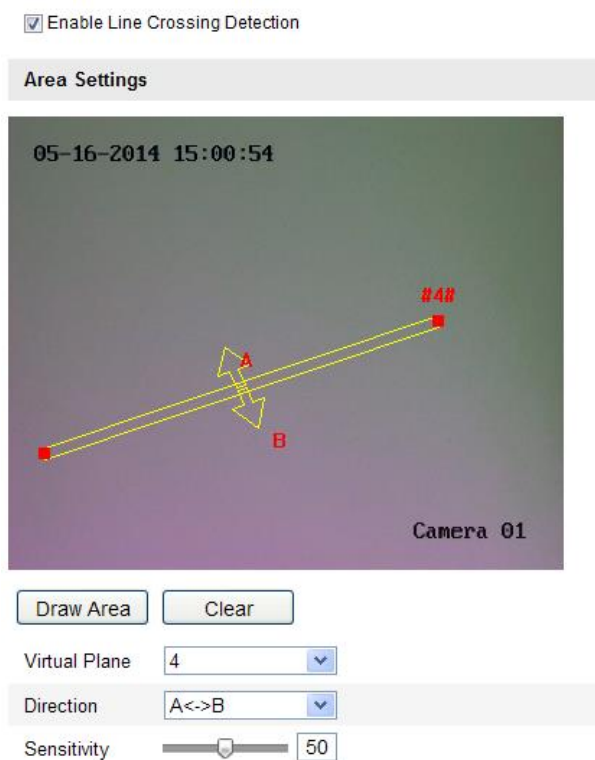 Enable Line Crossing Detection
Area Settings
05-16-2014 15:00:54
#4#
A
B
Camera 01
Draw Area Clear
Virtual Plane 4
Direction A<->B
Sensitivity 50